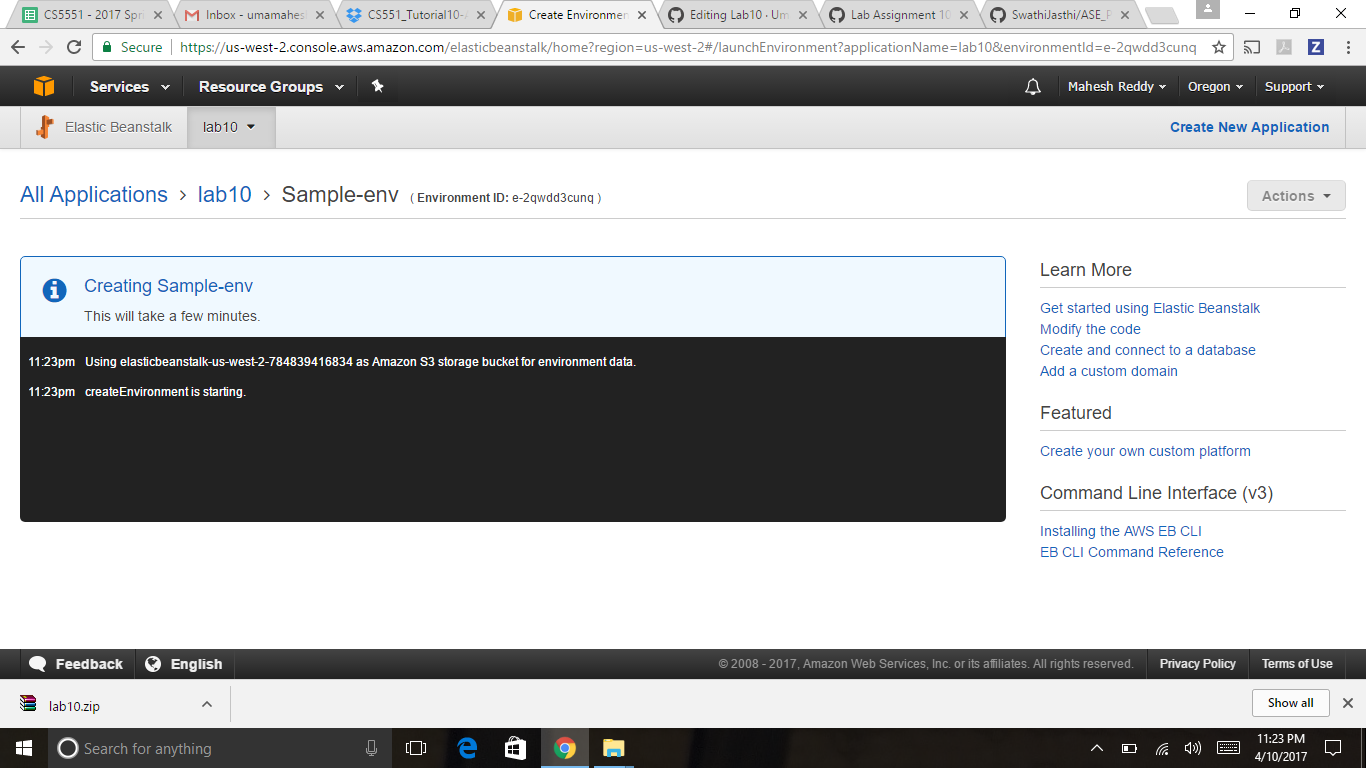 CS5551 - 2017 Spri
Inbox - umamahes
CS551_Tutorial10-
Create Environmen
Editing Lab10 · Um
Lab Assignment 10
SwathiJasthi/ASE_P
Secure
https://us-west-2.console.aws.amazon.com/elasticbeanstalk/home?region=us-west-2#/launchEnvironment?applicationName=lab10&environmentId=e-2qwdd3cunq
Z
Services
Resource Groups
Mahesh Reddy
Oregon
Support
Elastic Beanstalk
lab10
Create New Application
All Applications > lab10 > Sample-env ( Environment ID: e-2qwdd3cunq )
Actions
Creating Sample-env
This will take a few minutes.
11:23pm Using elasticbeanstalk-us-west-2-784839416834 as Amazon S3 storage bucket for environment data.
11:23pm createEnvironment is starting.
Learn More
Get started using Elastic Beanstalk
Modify the code
Create and connect to a database
Add a custom domain
Featured
Create your own custom platform
Command Line Interface (v3)
Installing the AWS EB CLI
EB CLI Command Reference
Feedback
English
© 2008 - 2017, Amazon Web Services, Inc. or its affiliates. All rights reserved.
Privacy Policy
Terms of Use
lab10.zip
Show all
Search for anything
11:23 PM
4/10/2017